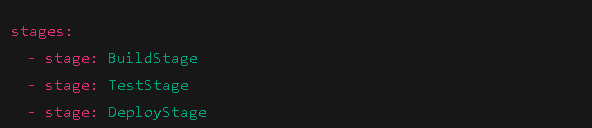 stages:
  - stage: BuildStage
  - stage: TestStage
  - stage: DeployStage